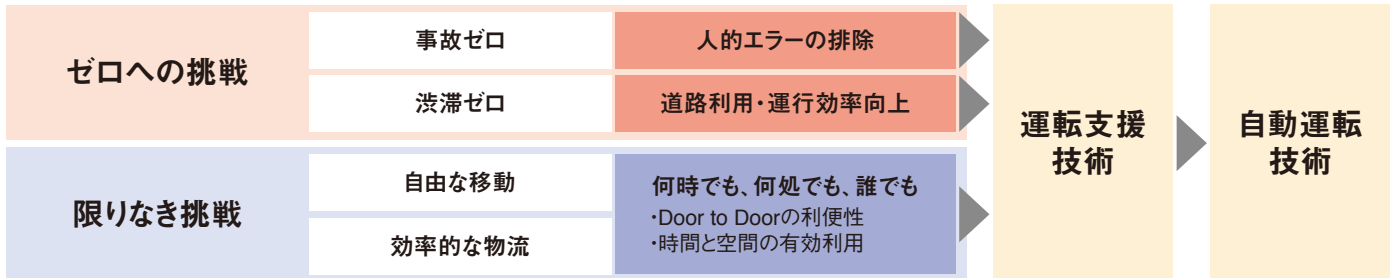 ゼロへの挑戦
事故ゼロ
人的エラーの排除
渋滞ゼロ
道路利用・運行効率向上
限りなき挑戦
自由な移動
効率的な物流
何時でも、何処でも、誰でも
・Door to Doorの利便性
・時間と空間の有効利用
運転支援
技術
自動運転
技術